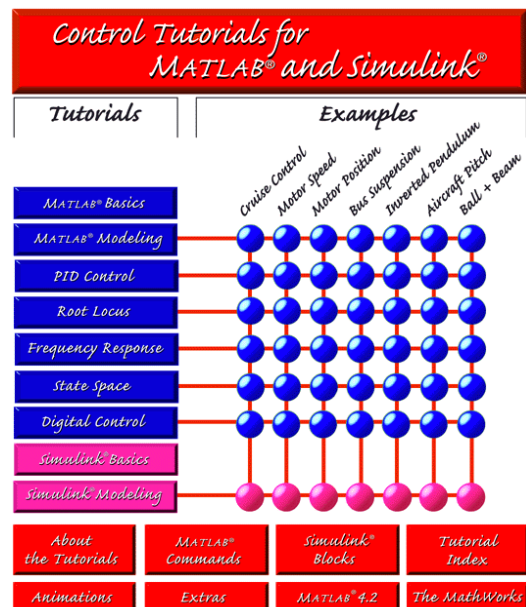 Control Tutorials for
MATLAB® and Simulink®
Tutorials
Examples
Cruise Control
Motor Speed
Motor Position
Bus Suspension
Inverted Pendulum
Aircraft Pitch
Ball + Beam
MATLAB® Basics
MATLAB® Modeling
PID Control
Root Locus
Frequency Response
State Space
Digital Control
Simulink® Basics
Simulink® Modeling
About
the Tutorials
MATLAB®
Commands
Simulink®
Blocks
Tutorial
Index
Animations
Extras
MATLAB® 4.2
The MathWorks